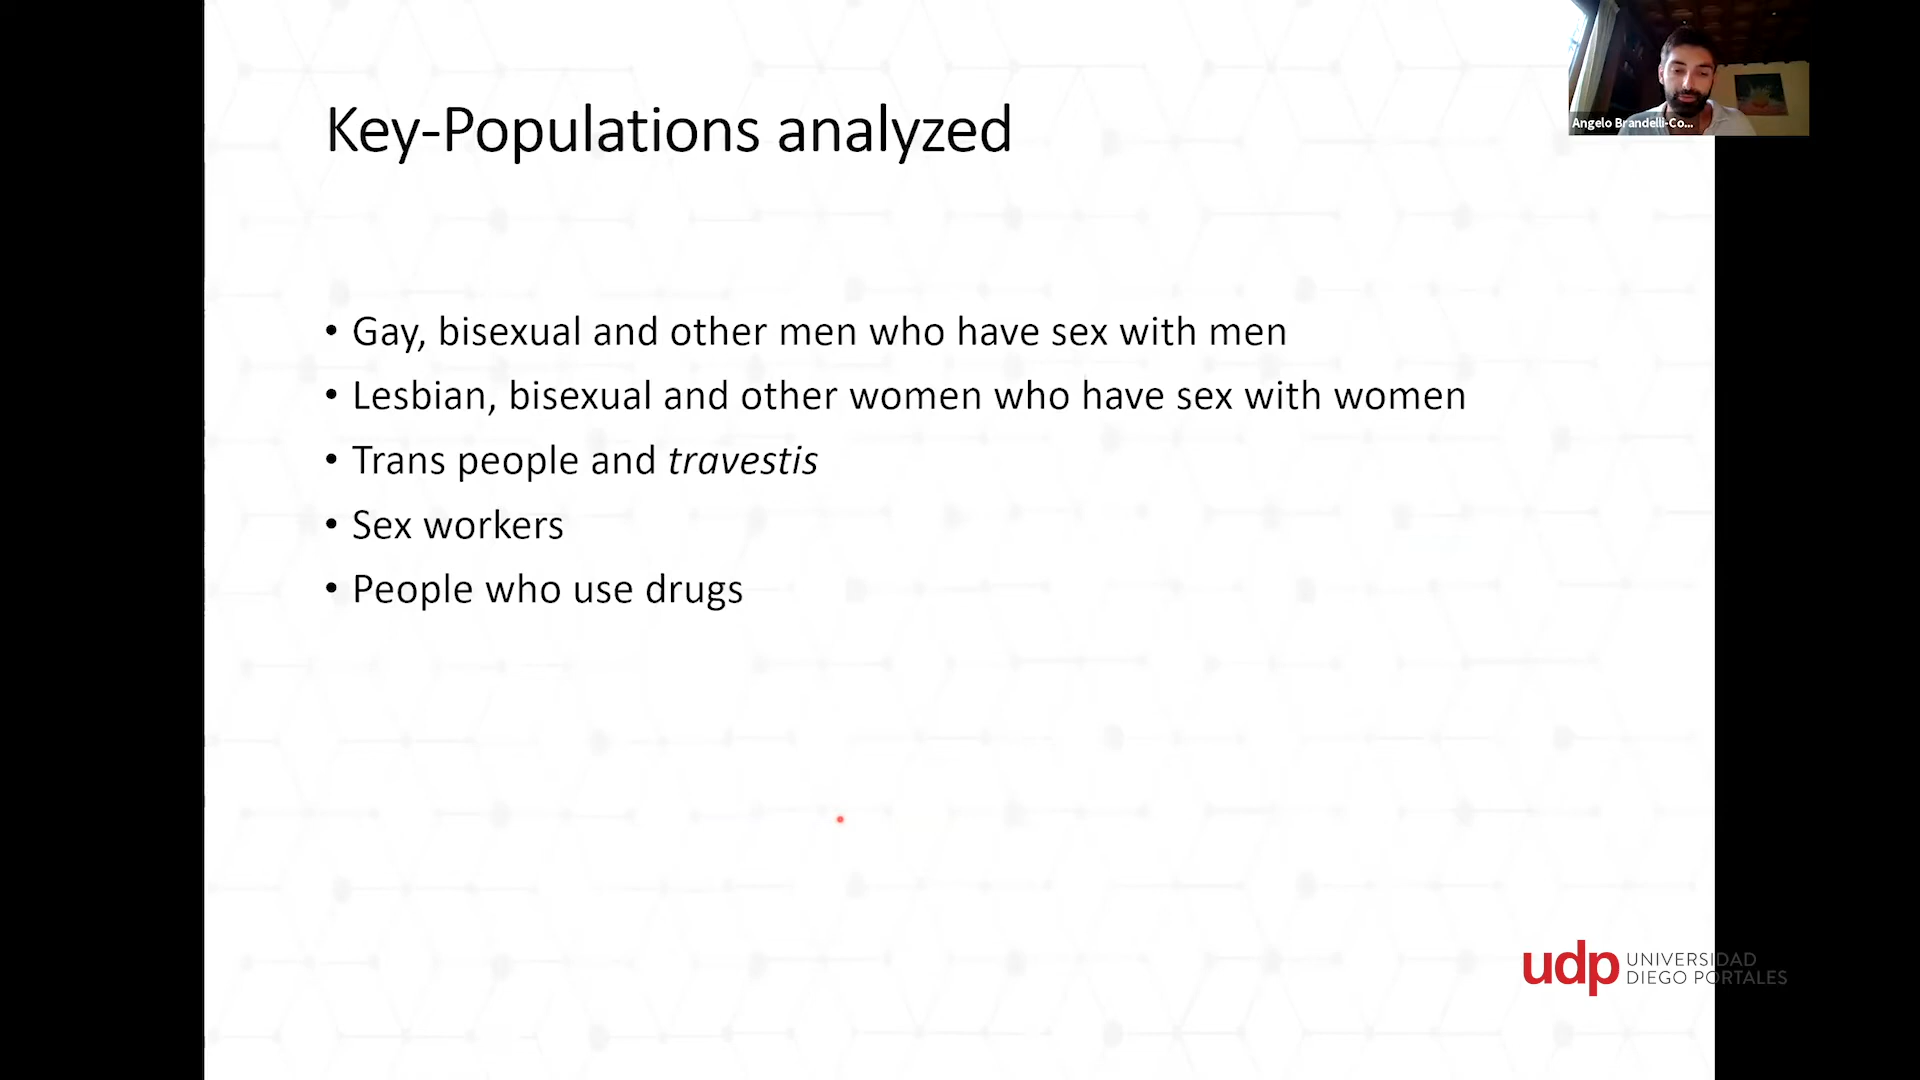 Key-Populations analyzed
Angelo Brandelli-Co...
• Gay, bisexual and other men who have sex with men
• Lesbian, bisexual and other women who have sex with women
• Trans people and travestis
• Sex workers
• People who use drugs
udp UNIVERSIDAD
DIEGO PORTALES